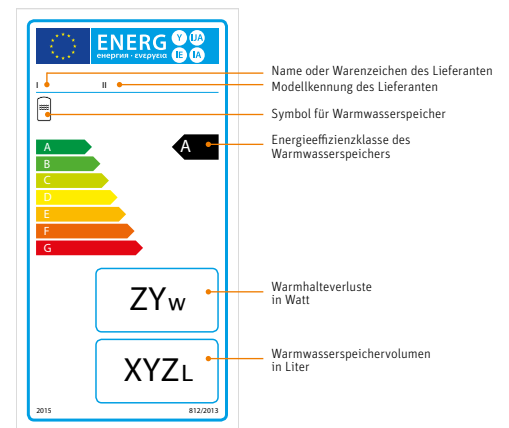 ENERG Y IJA
енергия · ενεργεια IE IA
I II
Name oder Warenzeichen des Lieferanten
Modellkennung des Lieferanten
Symbol für Warmwasserspeicher
Energieeffizienzklasse des
Warmwasserspeichers
A
A
B
C
D
E
F
G
ZYW
Warmhalteverluste
in Watt
XYZL
Warmwasserspeichervolumen
in Liter
2015 812/2013